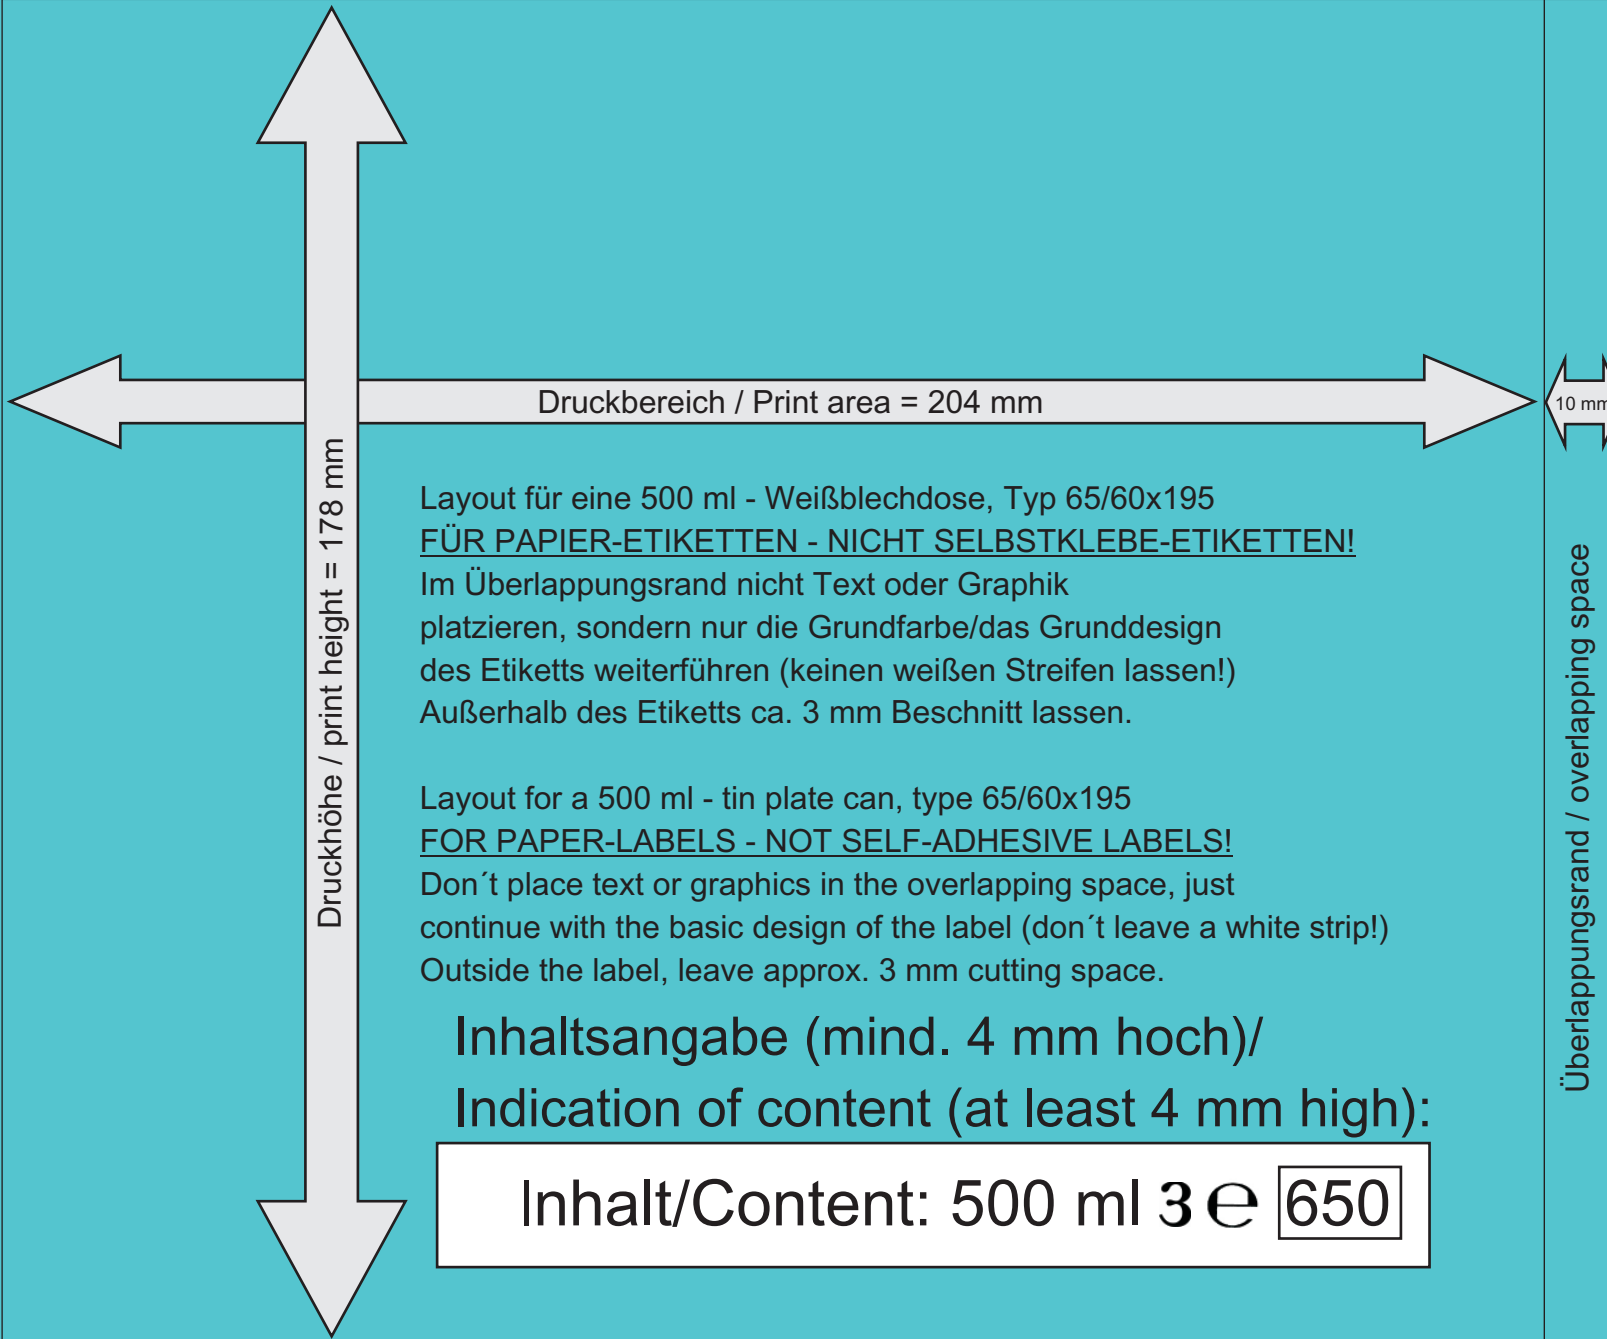 Druckbereich / Print area = 204 mm
10 mm
Druckhöhe / print height = 178 mm
Layout für eine 500 ml - Weißblechdose, Typ 65/60x195
FÜR PAPIER-ETIKETTEN - NICHT SELBSTKLEBE-ETIKETTEN!
Im Überlappungsrand nicht Text oder Graphik
platzieren, sondern nur die Grundfarbe/das Grunddesign
des Etiketts weiterführen (keinen weißen Streifen lassen!)
Außerhalb des Etiketts ca. 3 mm Beschnitt lassen.
Layout for a 500 ml - tin plate can, type 65/60x195
FOR PAPER-LABELS - NOT SELF-ADHESIVE LABELS!
Don´t place text or graphics in the overlapping space, just
continue with the basic design of the label (don´t leave a white strip!)
Outside the label, leave approx. 3 mm cutting space.
Inhaltsangabe (mind. 4 mm hoch)/
Indication of content (at least 4 mm high):
Inhalt/Content: 500 ml 3 ℮ 650
Überlappungsrand / overlapping space